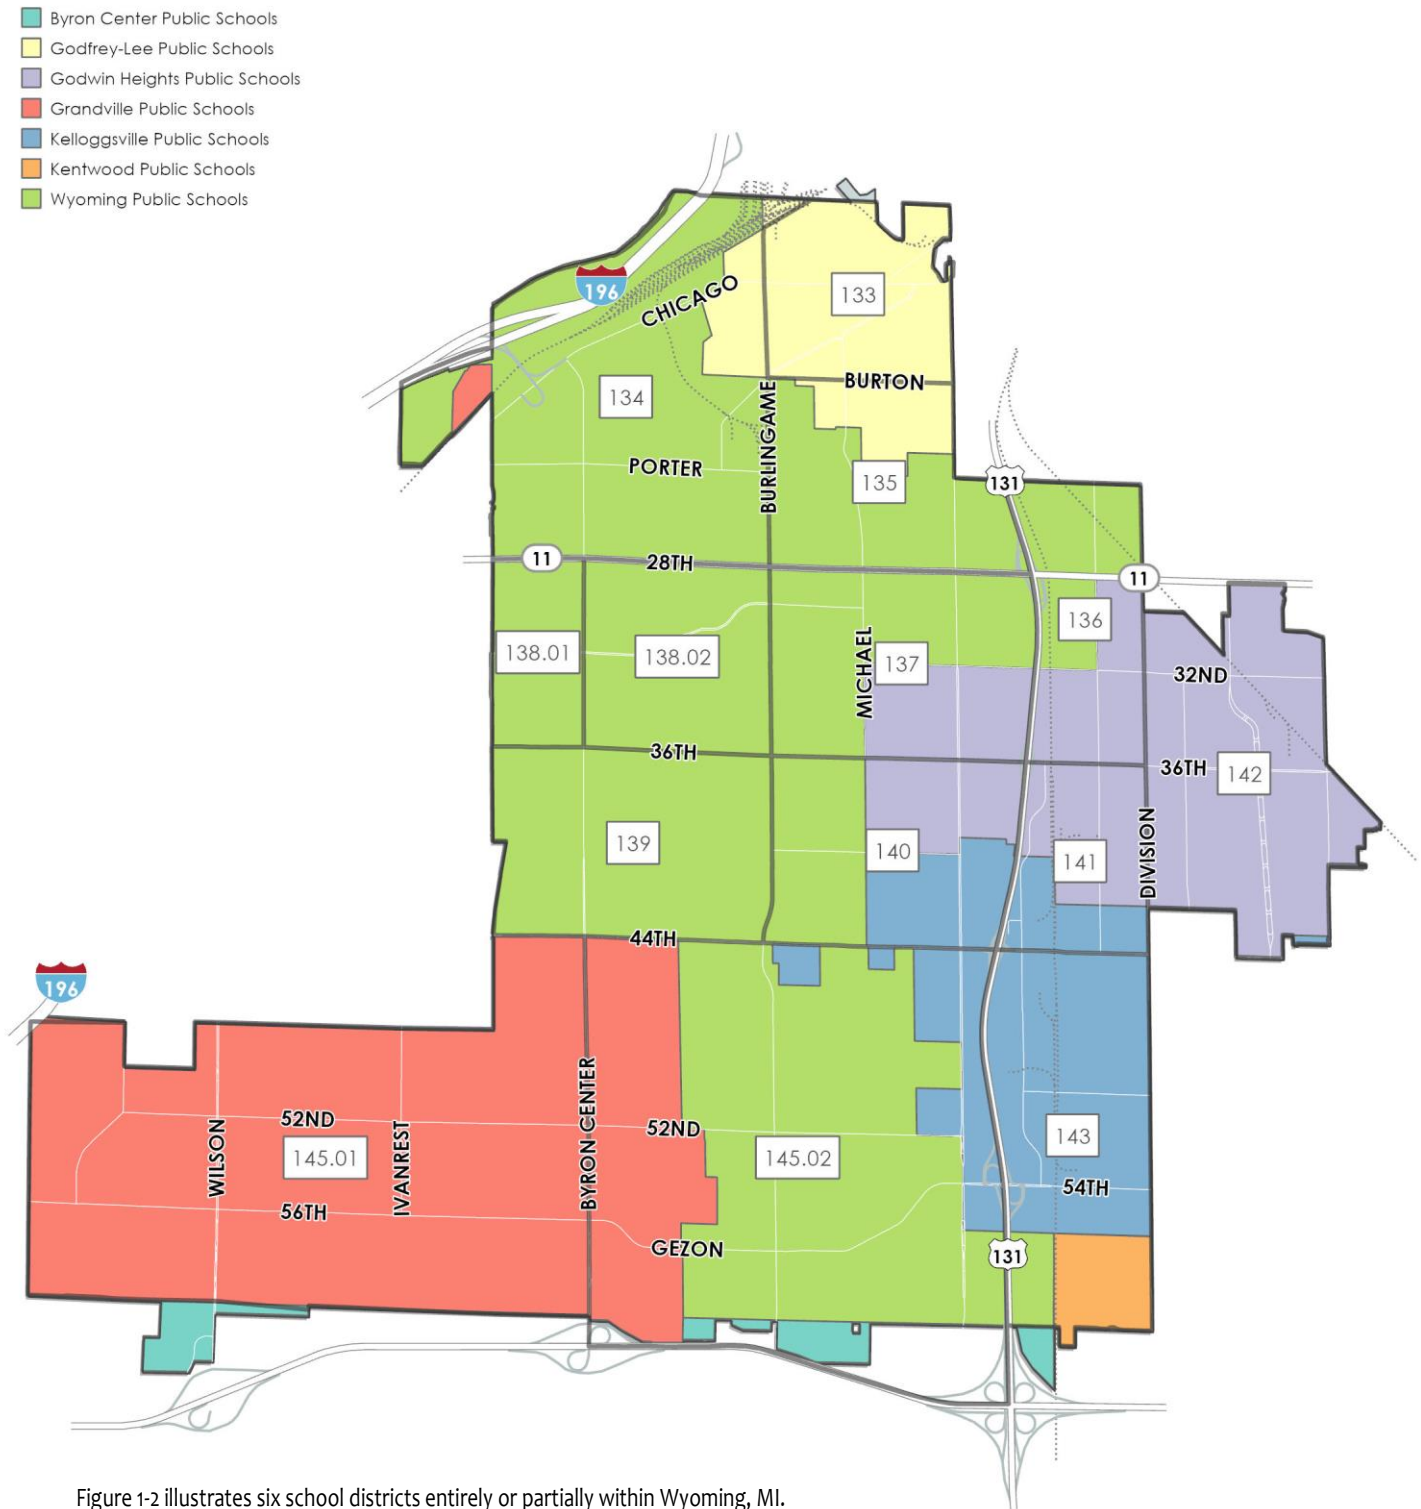 Byron Center Public Schools
Godfrey-Lee Public Schools
Godwin Heights Public Schools
Grandville Public Schools
Kelloggsville Public Schools
Kentwood Public Schools
Wyoming Public Schools
196
CHICAGO
133
134
BURTON
BURLINGAME
PORTER
135
131
11
28TH
11
136
138.01
138.02
MICHAEL
137
32ND
36TH
36TH
142
139
140
141
DIVISION
44TH
196
BYRON CENTER
52ND
52ND
WILSON
145.01
IVANREST
145.02
143
54TH
56TH
GEZON
131
Figure 1-2 illustrates six school districts entirely or partially within Wyoming, MI.